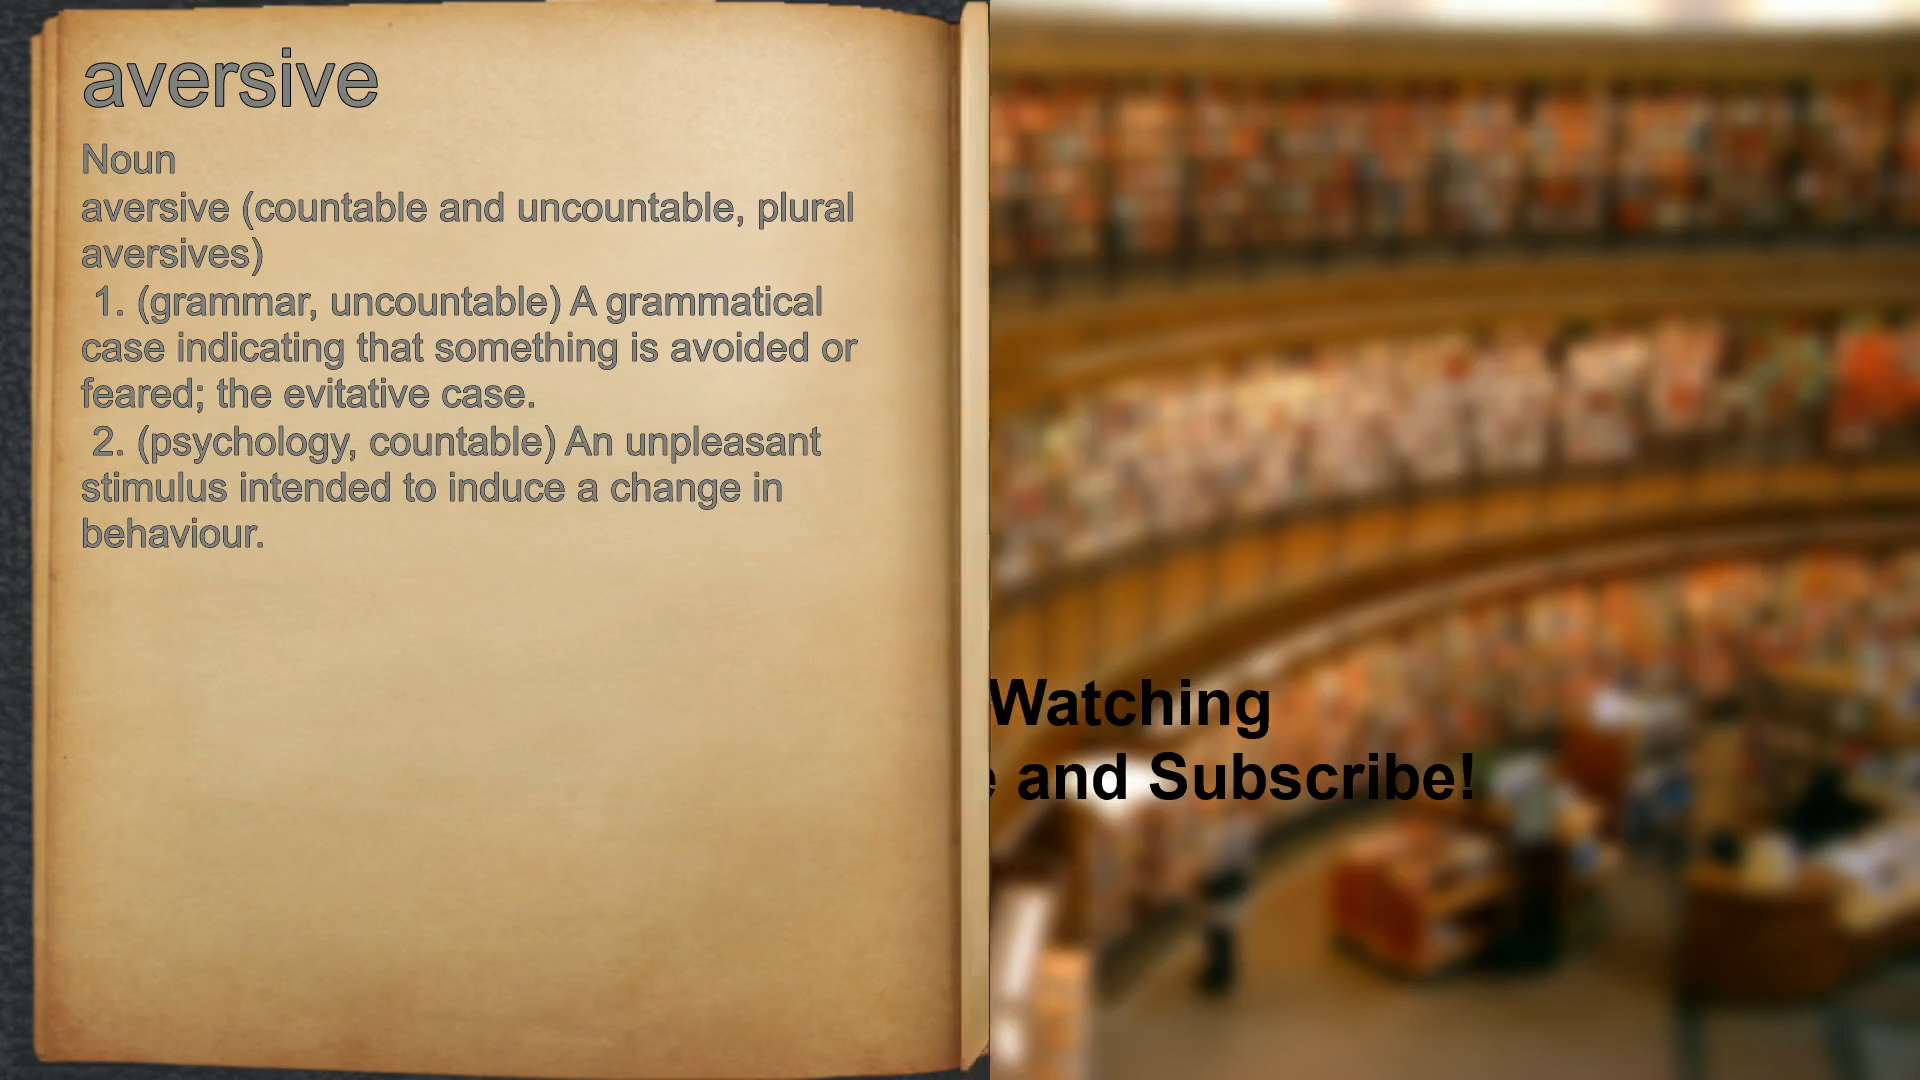 aversive
Noun
aversive (countable and uncountable, plural
aversives)
1. (grammar, uncountable) A grammatical
case indicating that something is avoided or
feared; the evitative case.
2. (psychology, countable) An unpleasant
stimulus intended to induce a change in
behaviour.
Watching
and Subscribe!